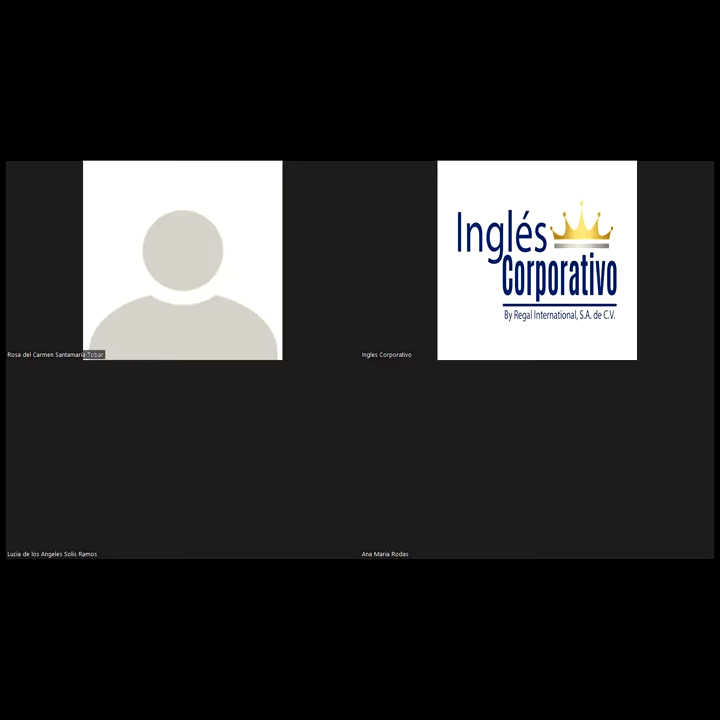 Inglés
Corporativo
By Regal International, S.A. de C.V.
Rosa del Carmen Santamaría Tobar
Ingles Corporativo
Lucia de los Angeles Solis Ramos
Ana Maria Rodas